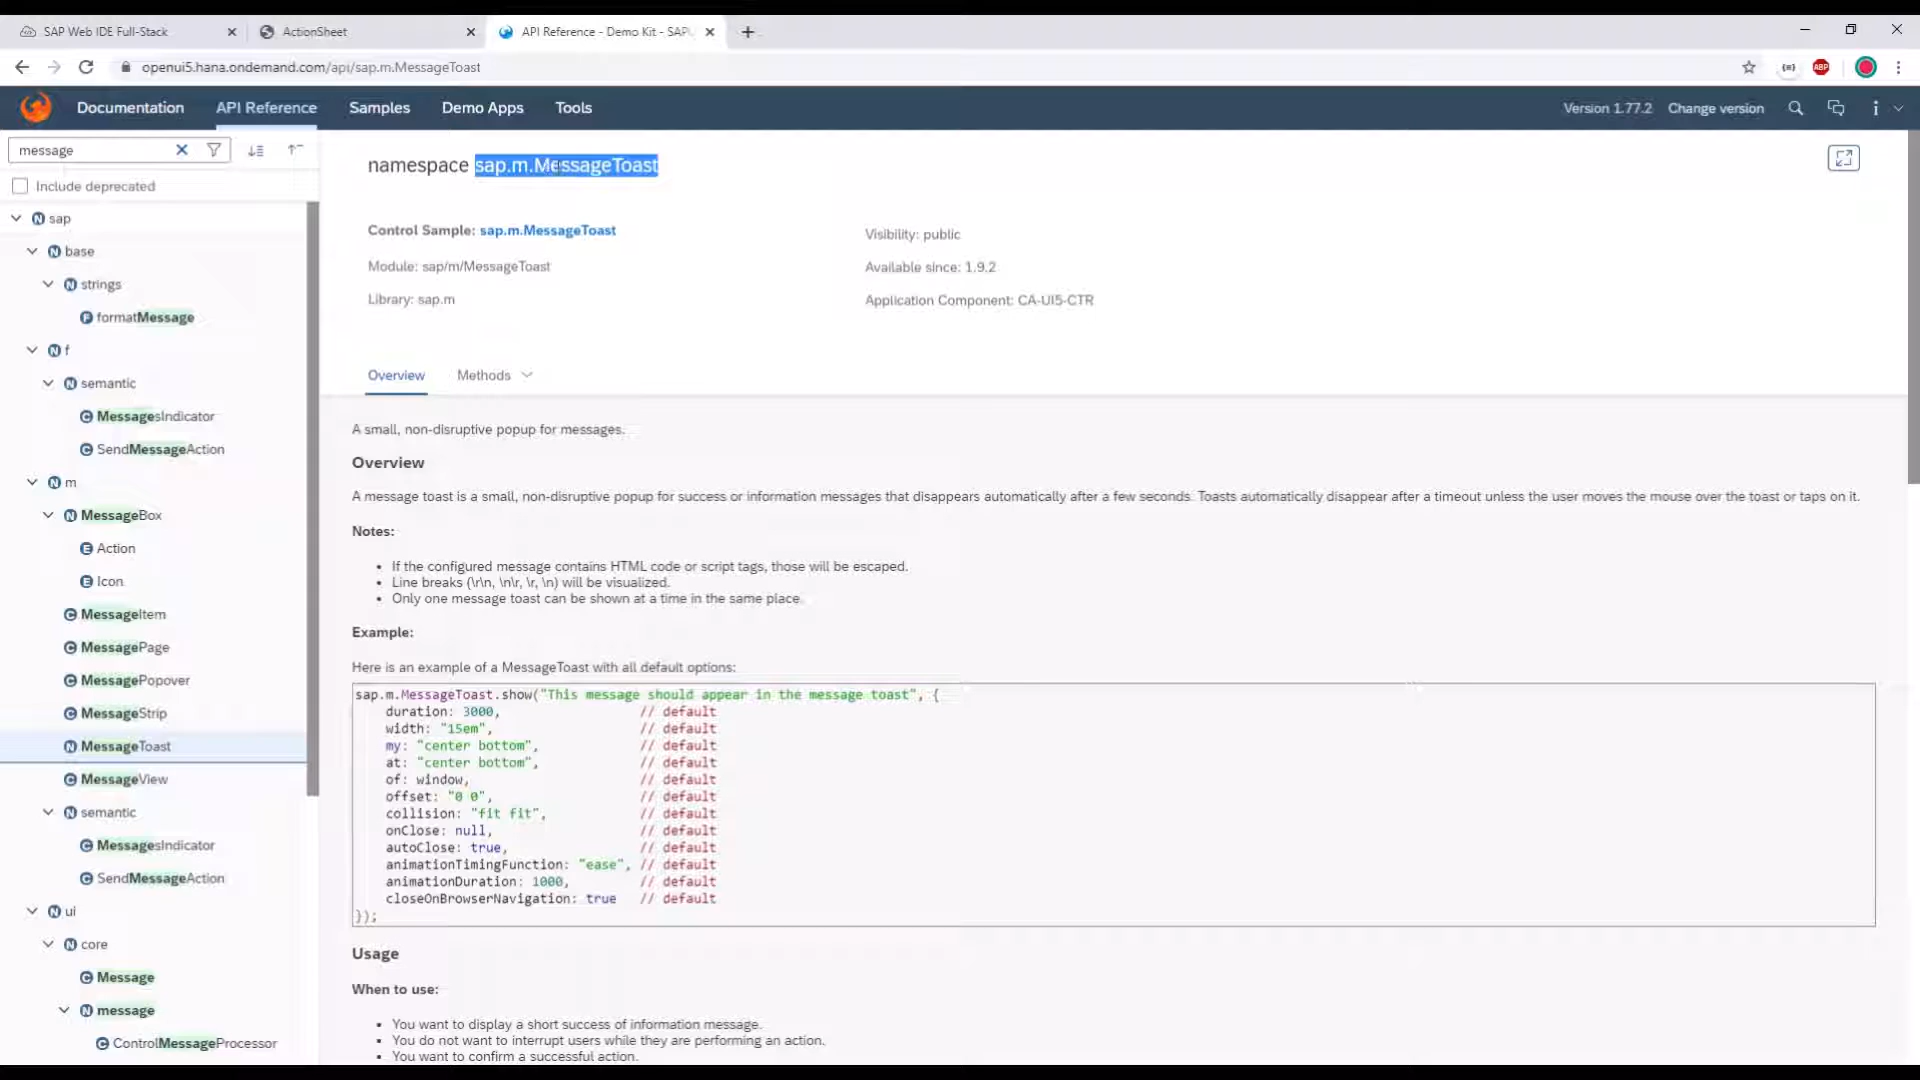 SAP Web IDE Full-Stack
ActionSheet
API Reference - Demo Kit - SAPU
openui5.hana.ondemand.com/api/sap.m.MessageToast
ABP
Documentation
API Reference
Samples
Demo Apps
Tools
Version 1.77.2
Change version
message
Include deprecated
N sap
N base
N strings
F formatMessage
N f
N semantic
C MessagesIndicator
C SendMessageAction
N m
N MessageBox
E Action
E Icon
C MessageItem
C MessagePage
C MessagePopover
C MessageStrip
N MessageToast
C MessageView
N semantic
C MessagesIndicator
C SendMessageAction
N ui
N core
C Message
N message
C ControlMessageProcessor
namespace sap.m.MessageToast
Control Sample: sap.m.MessageToast
Visibility: public
Module: sap/m/MessageToast
Available since: 1.9.2
Library: sap.m
Application Component: CA-UI5-CTR
Overview
Methods
A small, non-disruptive popup for messages.
Overview
A message toast is a small, non-disruptive popup for success or information messages that disappears automatically after a few seconds. Toasts automatically disappear after a timeout unless the user moves the mouse over the toast or taps on it.
Notes:
• If the configured message contains HTML code or script tags, those will be escaped.
• Line breaks (\r\n, \n\r, \r, \n) will be visualized.
• Only one message toast can be shown at a time in the same place.
Example:
Here is an example of a MessageToast with all default options:
sap.m.MessageToast.show("This message should appear in the message toast", {
duration: 3000, // default
width: "15em", // default
my: "center bottom", // default
at: "center bottom", // default
of: window, // default
offset: "0 0", // default
collision: "fit fit", // default
onClose: null, // default
autoClose: true, // default
animationTimingFunction: "ease", // default
animationDuration: 1000, // default
closeOnBrowserNavigation: true // default
});
Usage
When to use:
• You want to display a short success of information message.
• You do not want to interrupt users while they are performing an action.
• You want to confirm a successful action.